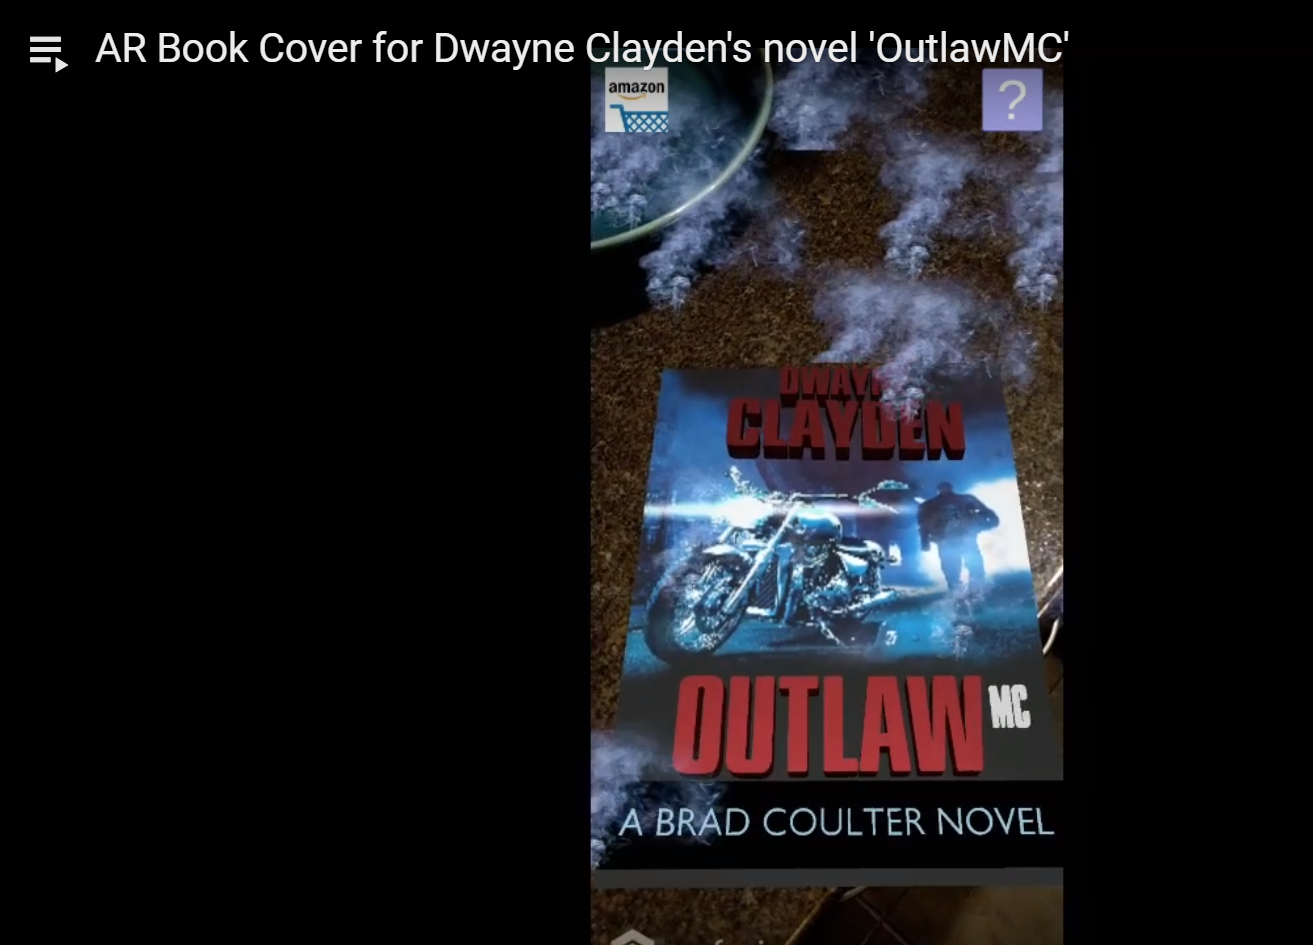 AR Book Cover for Dwayne Clayden's novel 'OutlawMC'
amazon
?
CLAYDEN
OUTLAW MC
A BRAD COULTER NOVEL